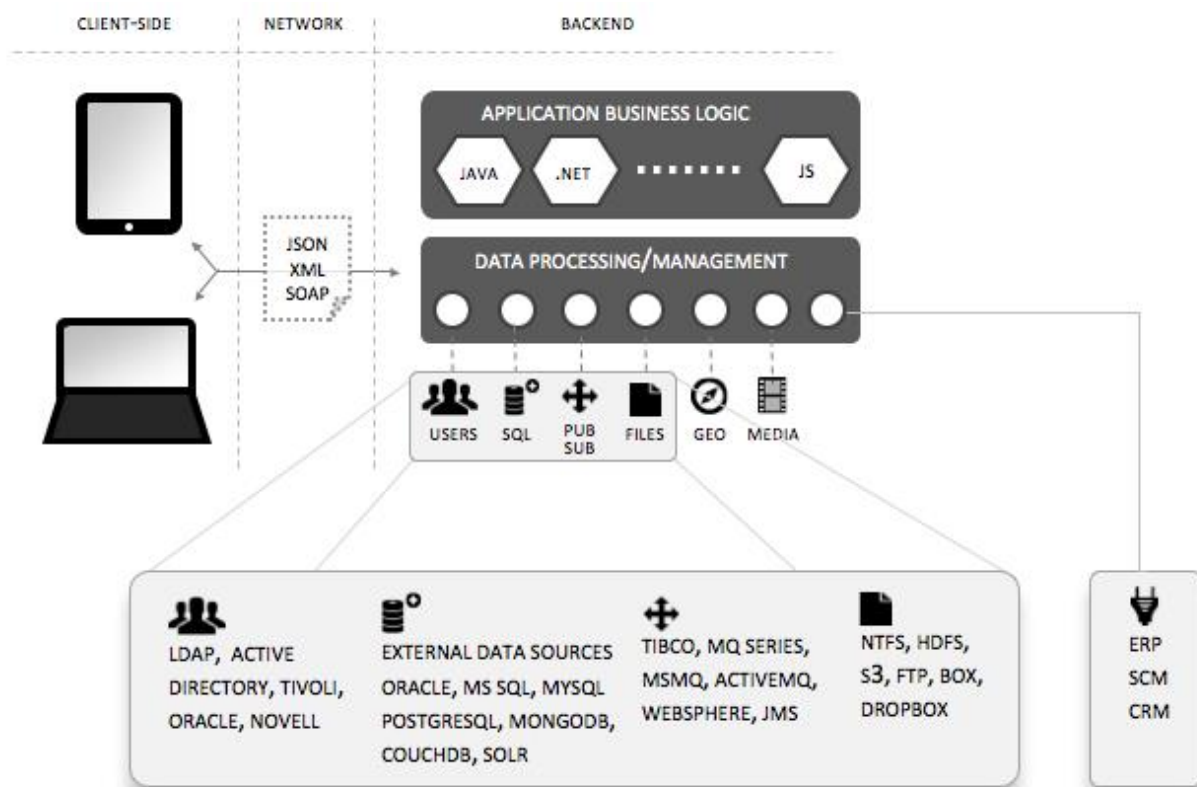 CLIENT-SIDE
NETWORK
BACKEND
APPLICATION BUSINESS LOGIC
JAVA
.NET
JS
JSON
XML
SOAP
DATA PROCESSING/MANAGEMENT
USERS
SQL
PUB
SUB
FILES
GEO
MEDIA
LDAP, ACTIVE
DIRECTORY, TIVOLI,
ORACLE, NOVELL
EXTERNAL DATA SOURCES
ORACLE, MS SQL, MYSQL
POSTGRESQL, MONGODB,
COUCHDB, SOLR
TIBCO, MQ SERIES,
MSMQ, ACTIVEMQ,
WEBSPHERE, JMS
NTFS, HDFS,
S3, FTP, BOX,
DROPBOX
ERP
SCM
CRM